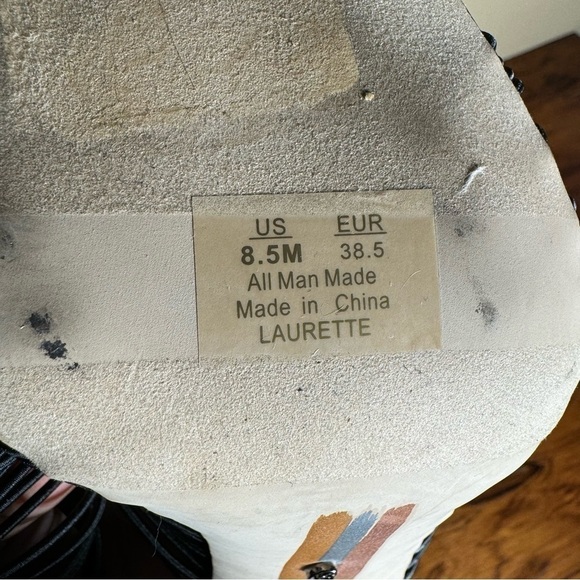 US EUR
8.5M 38.5
All Man Made
Made in China
LAURETTE